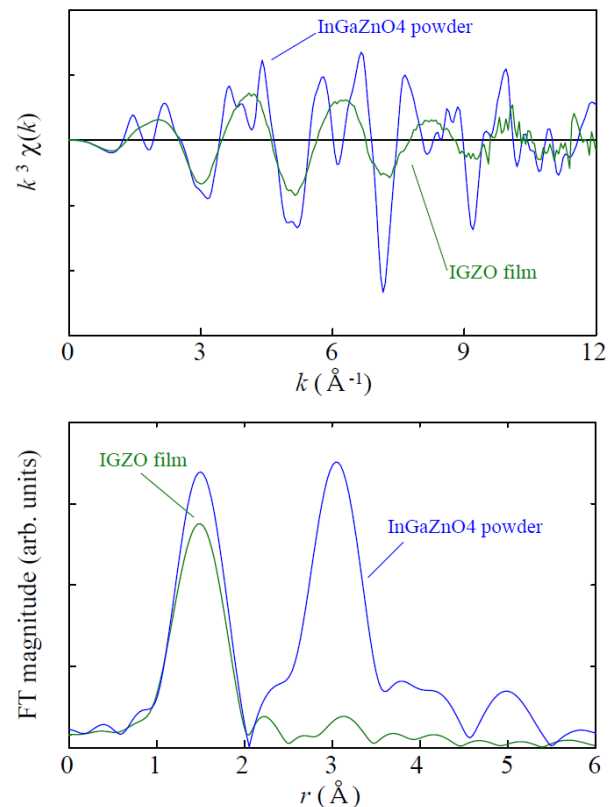 InGaZnO4 powder
k ³ χ(k)
IGZO film
0 3 6 9 12
k ( Å⁻¹)
FT magnitude (arb. units)
IGZO film
InGaZnO4 powder
0 1 2 3 4 5 6
r ( Å )